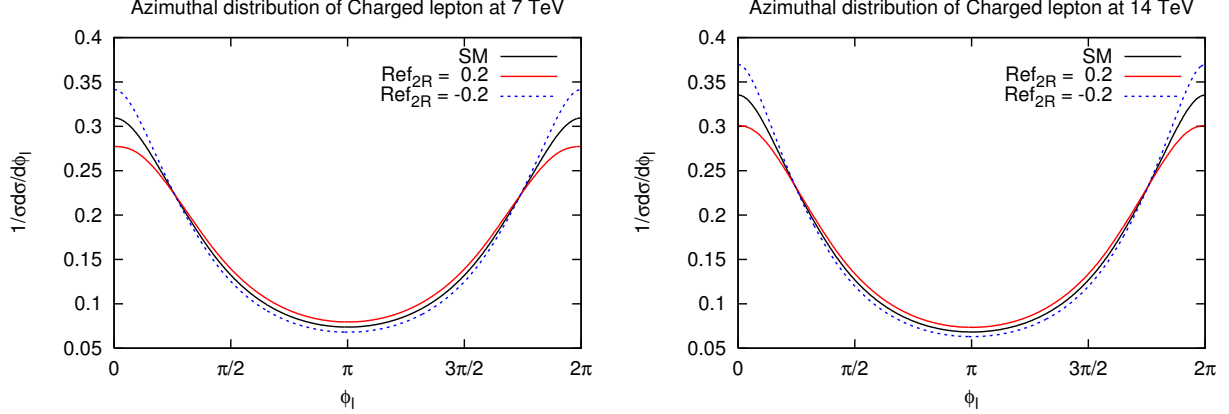 Azimuthal distribution of Charged lepton at 7 TeV
0.4
0.35
0.3
0.25
0.2
0.15
0.1
0.05
1/σdσ/dϕl
SM
Ref2R = 0.2
Ref2R = -0.2
0 π/2 π 3π/2 2π
ϕl
Azimuthal distribution of Charged lepton at 14 TeV
0.4
0.35
0.3
0.25
0.2
0.15
0.1
0.05
1/σdσ/dϕl
SM
Ref2R = 0.2
Ref2R = -0.2
0 π/2 π 3π/2 2π
ϕl